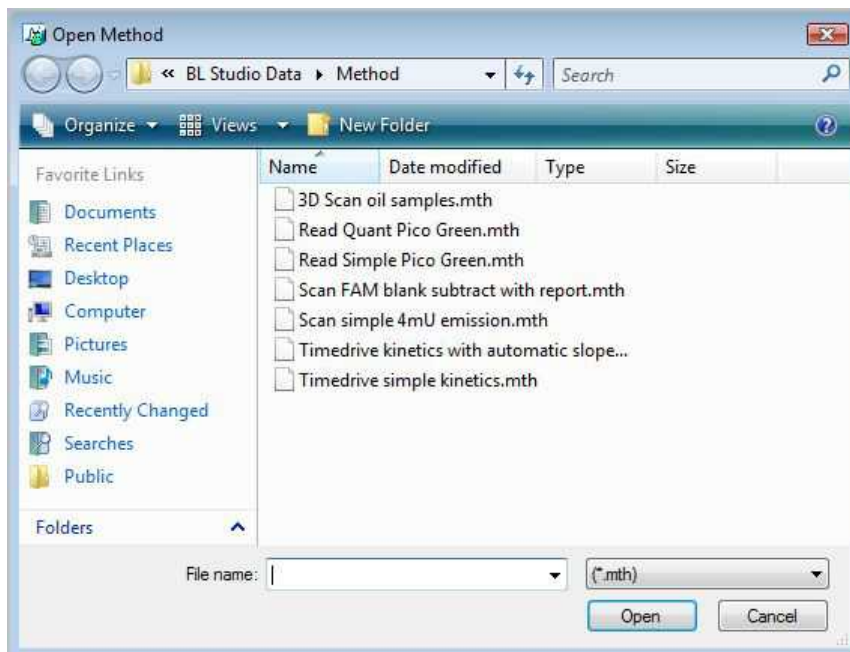 Open Method
« BL Studio Data ▸ Method
Search
Organize
Views
New Folder
Favorite Links
Documents
Recent Places
Desktop
Computer
Pictures
Music
Recently Changed
Searches
Public
Folders
Name Date modified Type Size
3D Scan oil samples.mth
Read Quant Pico Green.mth
Read Simple Pico Green.mth
Scan FAM blank subtract with report.mth
Scan simple 4mU emission.mth
Timedrive kinetics with automatic slope...
Timedrive simple kinetics.mth
File name:
(*.mth)
Open Cancel